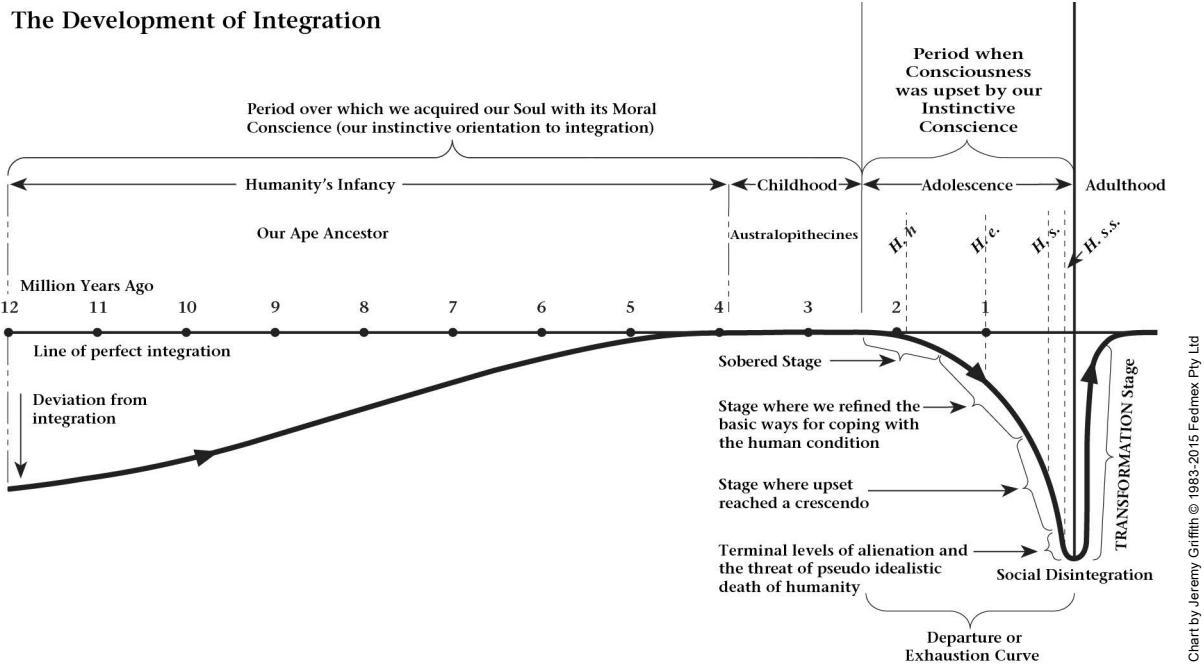 The Development of Integration
Period when
Consciousness
was upset by our
Instinctive
Conscience
Period over which we acquired our Soul with its Moral
Conscience (our instinctive orientation to integration)
Humanity's Infancy
Childhood
Adolescence
Adulthood
Our Ape Ancestor
Australopithecines
H. h
H. e.
H. s.
H. s.s.
Million Years Ago
12 11 10 9 8 7 6 5 4 3 2 1
Line of perfect integration
Deviation from
integration
Sobered Stage
Stage where we refined the
basic ways for coping with
the human condition
Stage where upset
reached a crescendo
Terminal levels of alienation and
the threat of pseudo idealistic
death of humanity
TRANSFORMATION Stage
Social Disintegration
Departure or
Exhaustion Curve
Chart by Jeremy Griffith © 1983-2015 Fedmex Pty Ltd